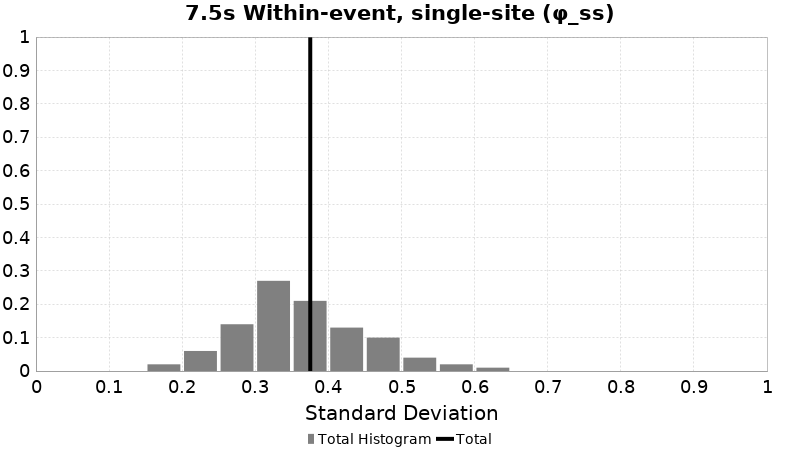 7.5s Within-event, single-site (φ_ss)
1
0.9
0.8
0.7
0.6
0.5
0.4
0.3
0.2
0.1
0
0 0.1 0.2 0.3 0.4 0.5 0.6 0.7 0.8 0.9 1
Standard Deviation
Total Histogram Total